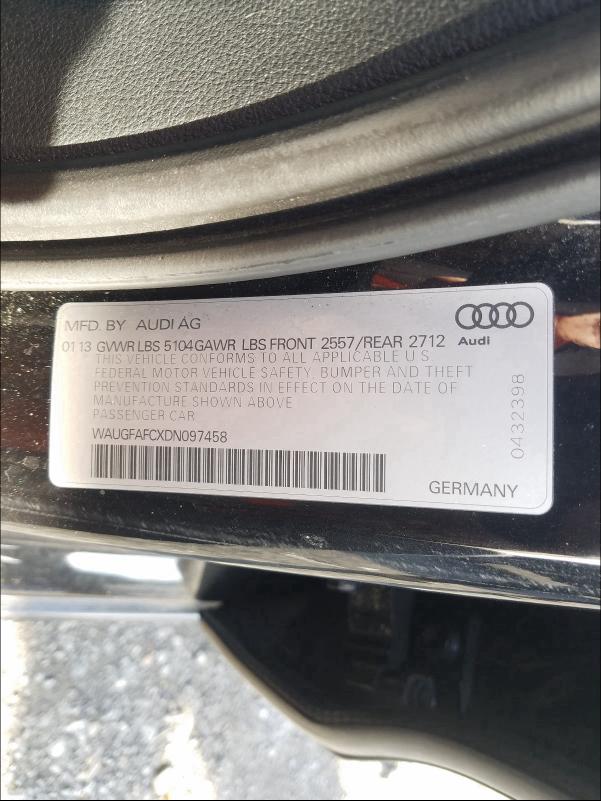 MFD. BY AUDI AG
01 13 GVWR LBS 5104 GAWR LBS FRONT 2557/REAR 2712
Audi
THIS VEHICLE CONFORMS TO ALL APPLICABLE U S
FEDERAL MOTOR VEHICLE SAFETY, BUMPER AND THEFT
PREVENTION STANDARDS IN EFFECT ON THE DATE OF
MANUFACTURE SHOWN ABOVE
PASSENGER CAR
WAUGFAFCXDN097458
0432398
GERMANY